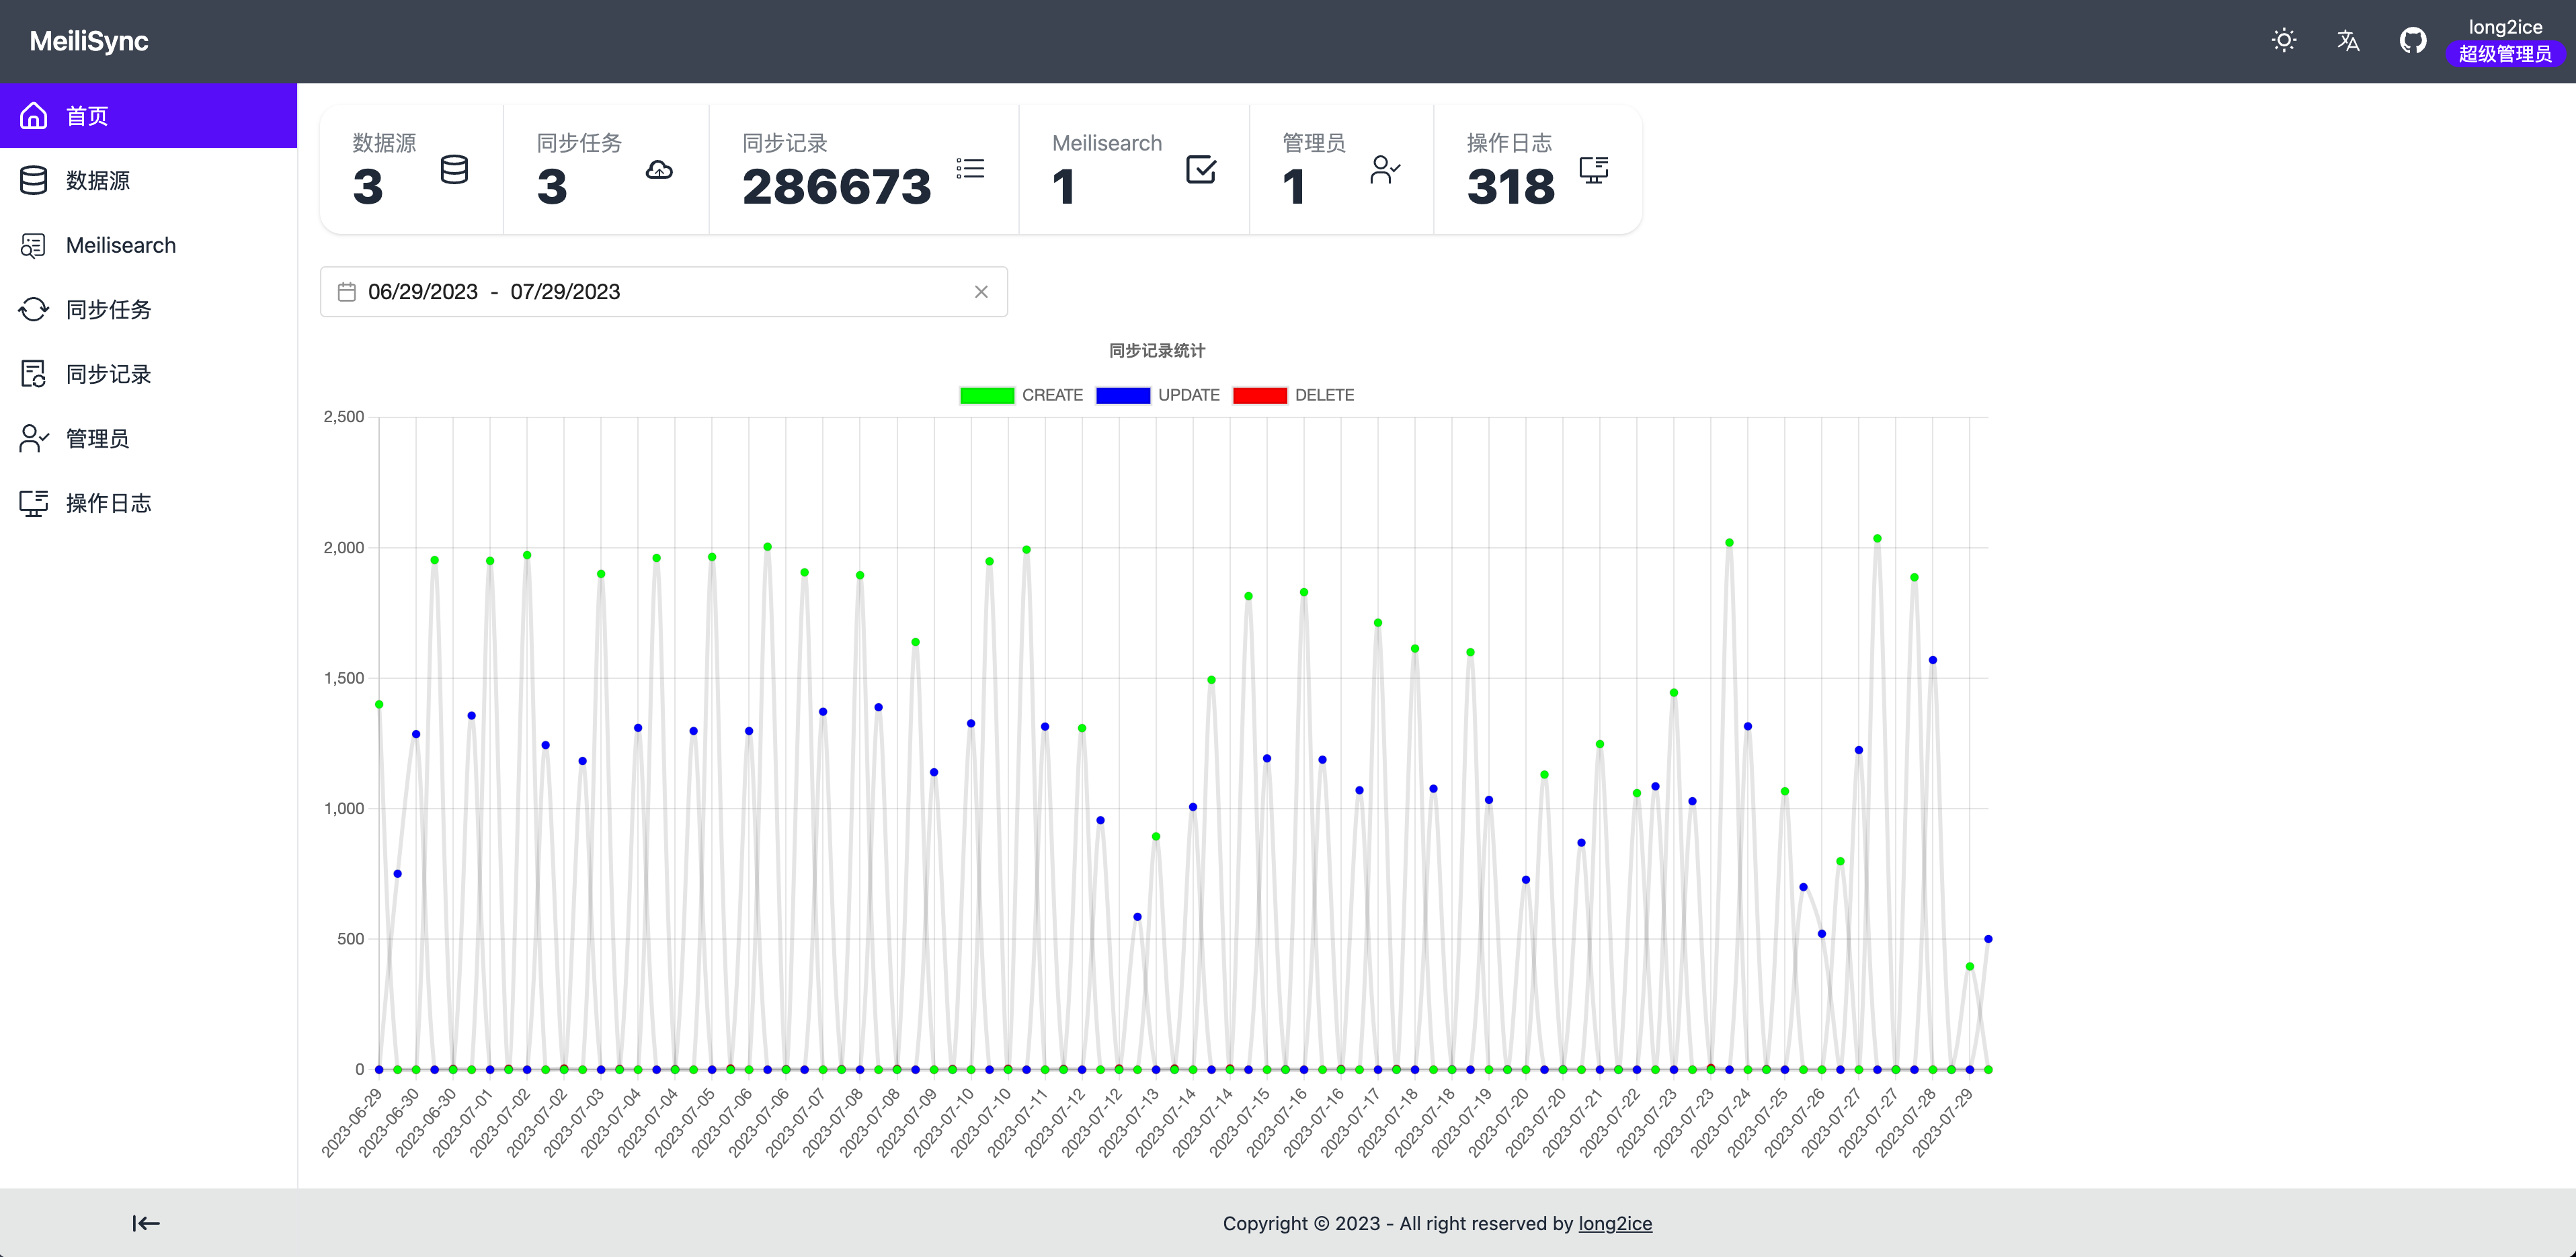 MeiliSync
long2ice
超级管理员
首页
数据源
Meilisearch
同步任务
同步记录
管理员
操作日志
数据源
3
同步任务
3
同步记录
286673
Meilisearch
1
管理员
1
操作日志
318
06/29/2023 - 07/29/2023
同步记录统计
CREATE UPDATE DELETE
2,500
2,000
1,500
1,000
500
0
2023-06-29
2023-06-30
2023-06-30
2023-07-01
2023-07-02
2023-07-02
2023-07-03
2023-07-04
2023-07-04
2023-07-05
2023-07-06
2023-07-06
2023-07-07
2023-07-08
2023-07-08
2023-07-09
2023-07-10
2023-07-10
2023-07-11
2023-07-12
2023-07-12
2023-07-13
2023-07-14
2023-07-14
2023-07-15
2023-07-16
2023-07-16
2023-07-17
2023-07-18
2023-07-18
2023-07-19
2023-07-20
2023-07-20
2023-07-21
2023-07-22
2023-07-23
2023-07-23
2023-07-24
2023-07-25
2023-07-26
2023-07-27
2023-07-27
2023-07-28
2023-07-29
Copyright © 2023 - All right reserved by long2ice